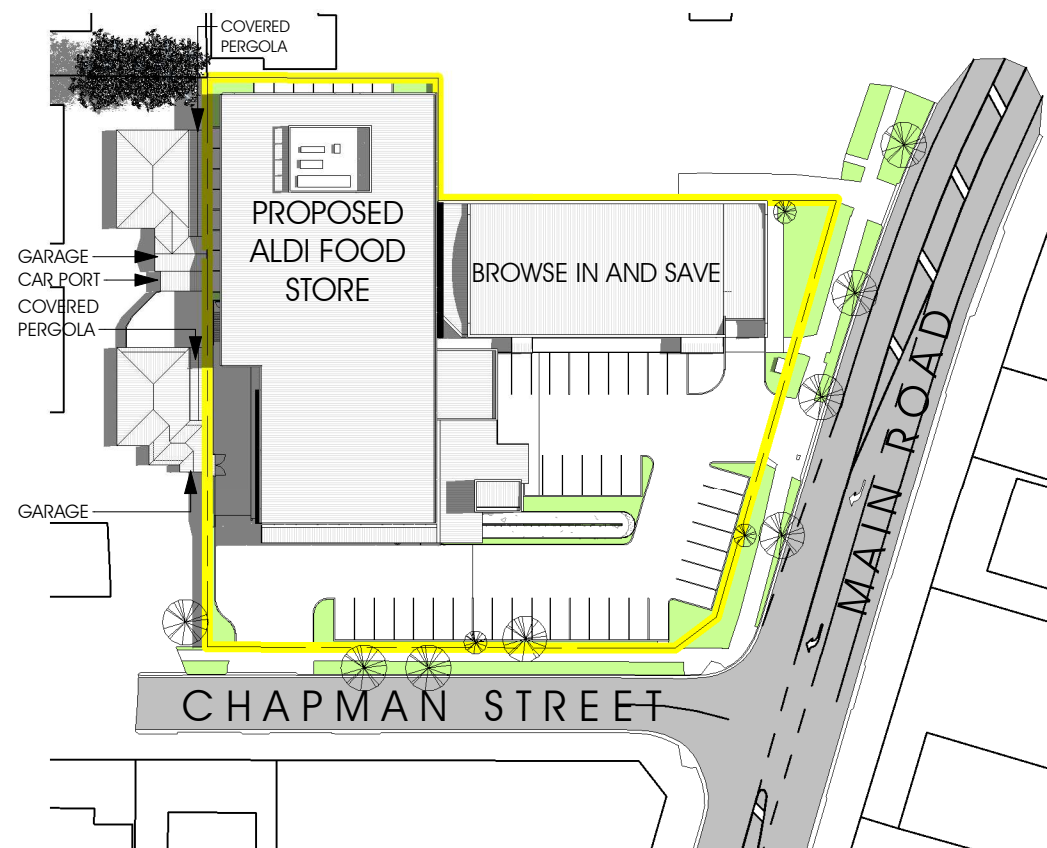 COVERED
PERGOLA
PROPOSED
ALDI FOOD
STORE
BROWSE IN AND SAVE
GARAGE
CAR PORT
COVERED
PERGOLA
GARAGE
MAIN ROAD
CHAPMAN STREET